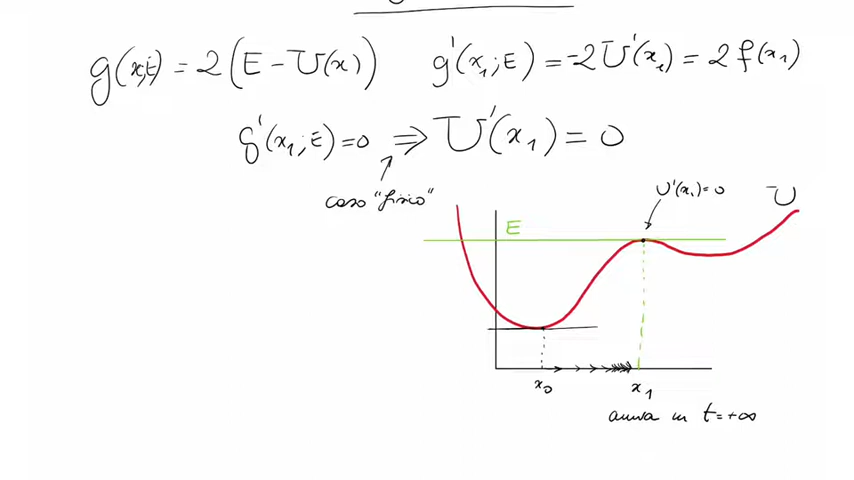 g(x;E) = 2(E - U(x)) g'(x₁;E) = -2U'(x₁) = 2f(x₁)
g'(x₁;E) = 0 ⇒ U'(x₁) = 0
caso "fisico"
U'(x₁) = 0
U
E
x₀ x₁
arriva in t = +∞